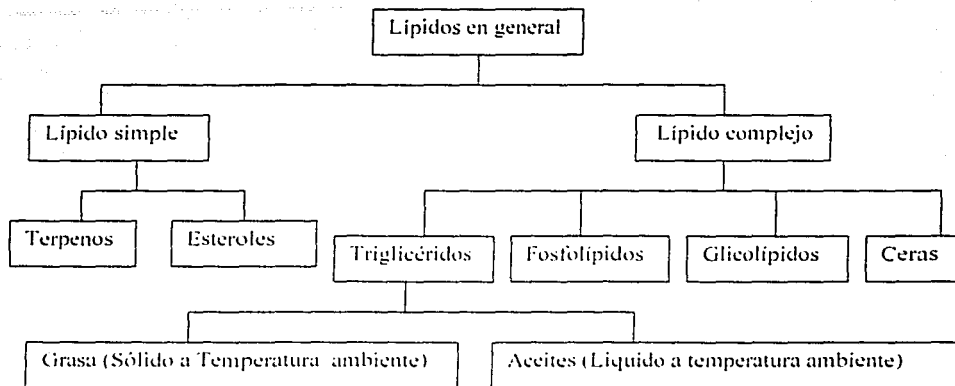 Lípidos en general
Lípido simple
Lípido complejo
Terpenos
Esteroles
Triglicéridos
Fosfolípidos
Glicolípidos
Ceras
Grasa (Sólido a Temperatura ambiente)
Aceites (Líquido a temperatura ambiente)